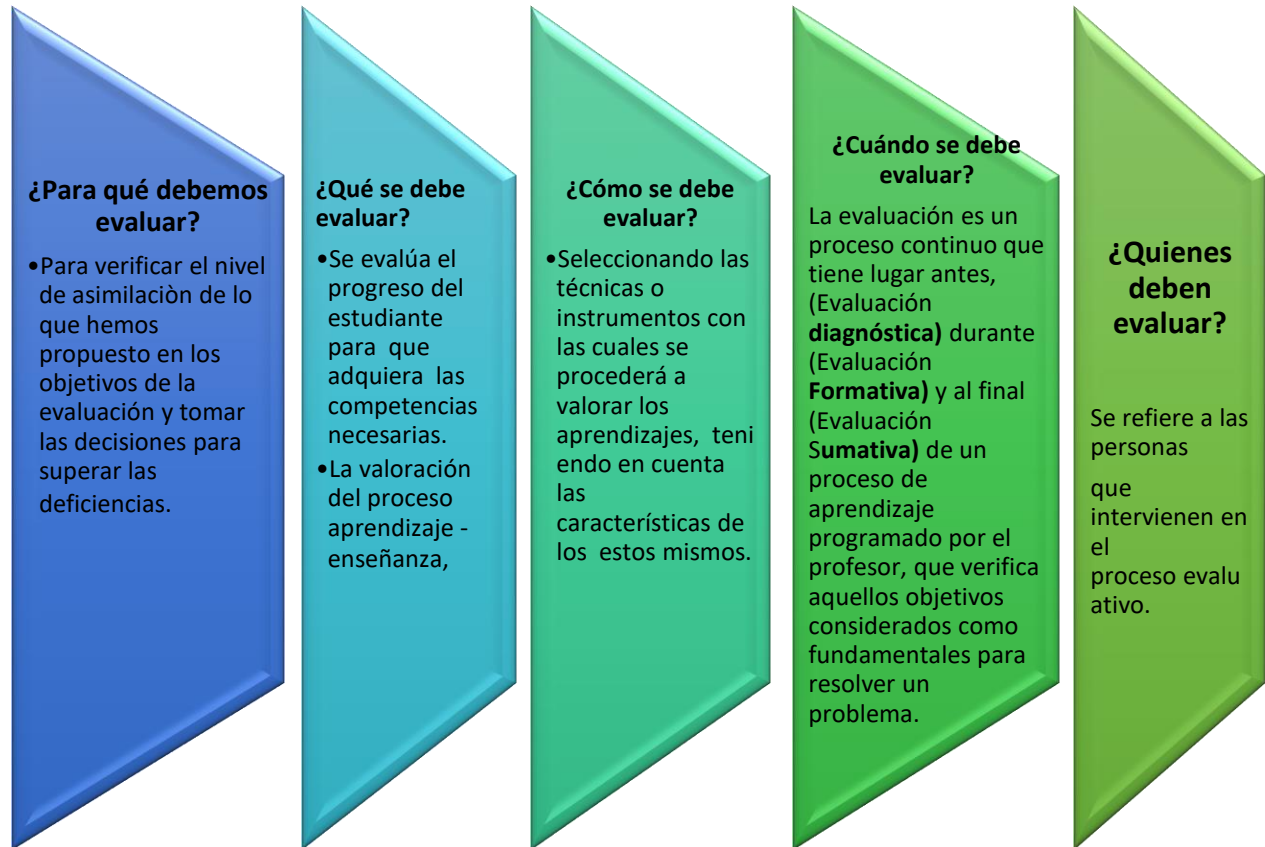 ¿Para qué debemos
evaluar?
•Para verificar el nivel
de asimilaciòn de lo
que hemos
propuesto en los
objetivos de la
evaluación y tomar
las decisiones para
superar las
deficiencias.
¿Qué se debe
evaluar?
•Se evalúa el
progreso del
estudiante
para que
adquiera las
competencias
necesarias.
•La valoración
del proceso
aprendizaje -
enseñanza,
¿Cómo se debe
evaluar?
•Seleccionando las
técnicas o
instrumentos con
las cuales se
procederá a
valorar los
aprendizajes, teni
endo en cuenta
las
características de
los estos mismos.
¿Cuándo se debe
evaluar?
La evaluación es un
proceso continuo que
tiene lugar antes,
(Evaluación
diagnóstica) durante
(Evaluación
Formativa) y al final
(Evaluación
Sumativa) de un
proceso de
aprendizaje
programado por el
profesor, que verifica
aquellos objetivos
considerados como
fundamentales para
resolver un
problema.
¿Quienes
deben
evaluar?
Se refiere a las
personas
que
intervienen en
el
proceso evalu
ativo.